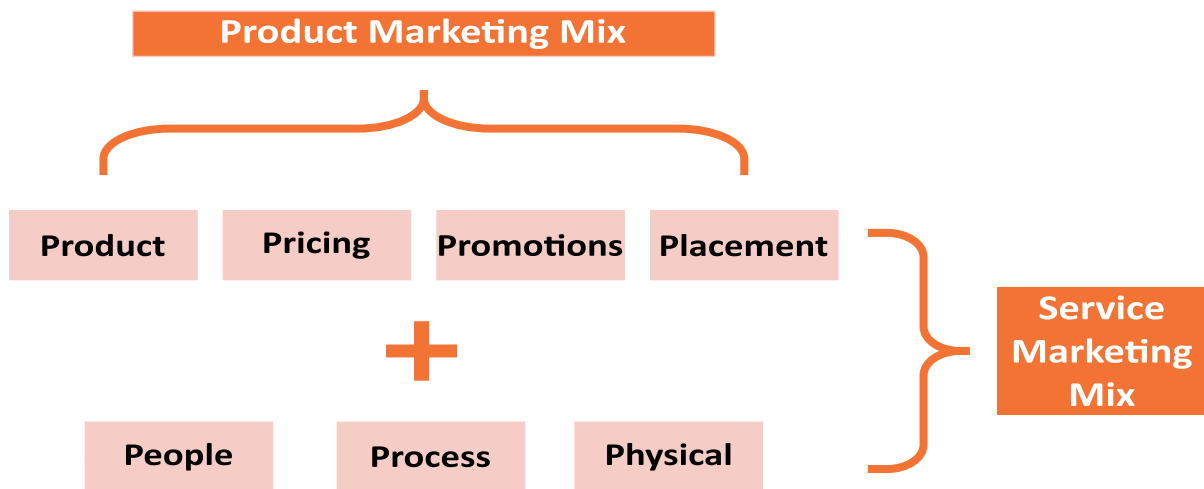 Product Marketing Mix
Product
Pricing
Promotions
Placement
Service
Marketing
Mix
People
Process
Physical